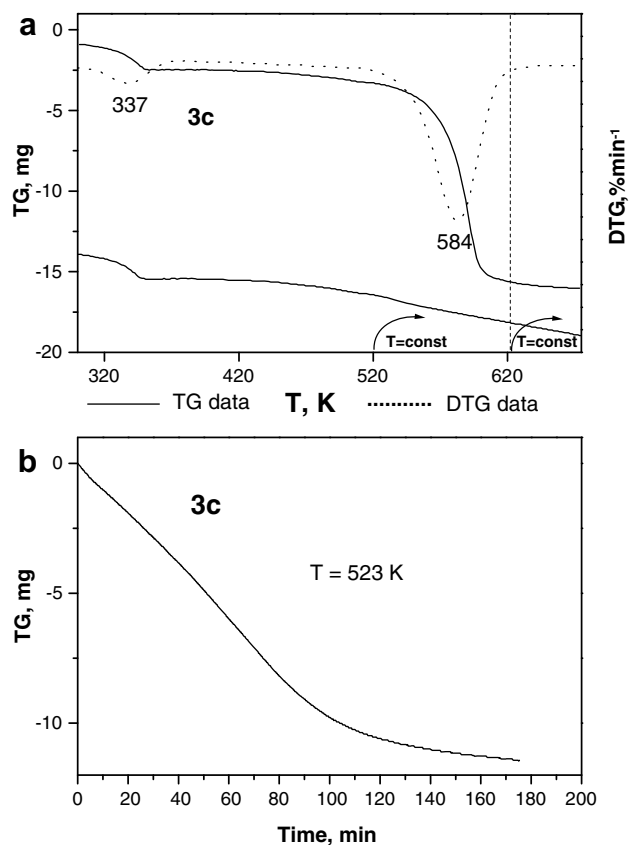 a
0
-5
-10
-15
-20
TG, mg
DTG,%min-1
337
3c
584
T=const
T=const
320
420
520
620
T, K
TG data
DTG data
b
0
-5
-10
TG, mg
3c
T = 523 K
0
20
40
60
80
100
120
140
160
180
200
Time, min